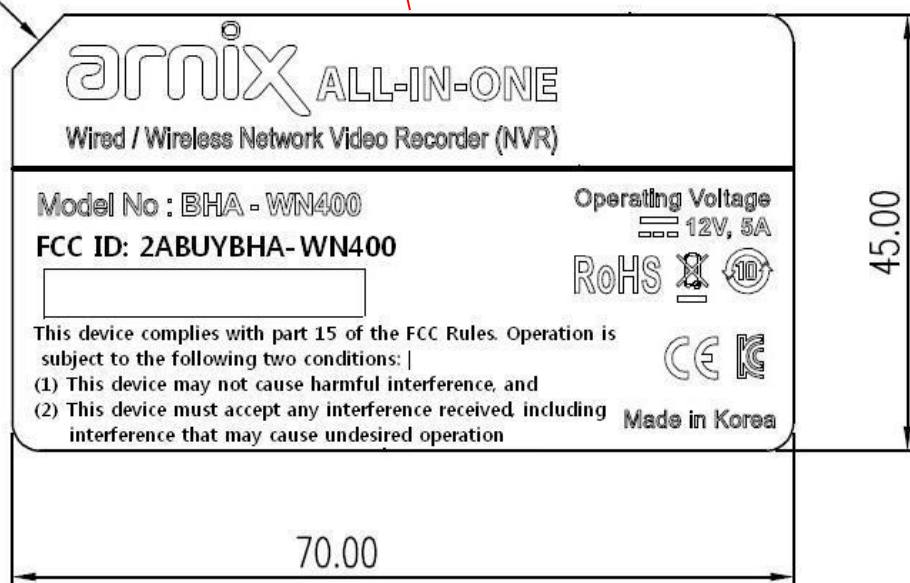 arnix ALL-IN-ONE
Wired / Wireless Network Video Recorder (NVR)
Model No : BHA - WN400
Operating Voltage
12V, 5A
FCC ID: 2ABUYBHA-WN400
RoHS 10
This device complies with part 15 of the FCC Rules. Operation is
subject to the following two conditions: |
(1) This device may not cause harmful interference, and
(2) This device must accept any interference received, including
interference that may cause undesired operation
CE KC
Made in Korea
45.00
70.00